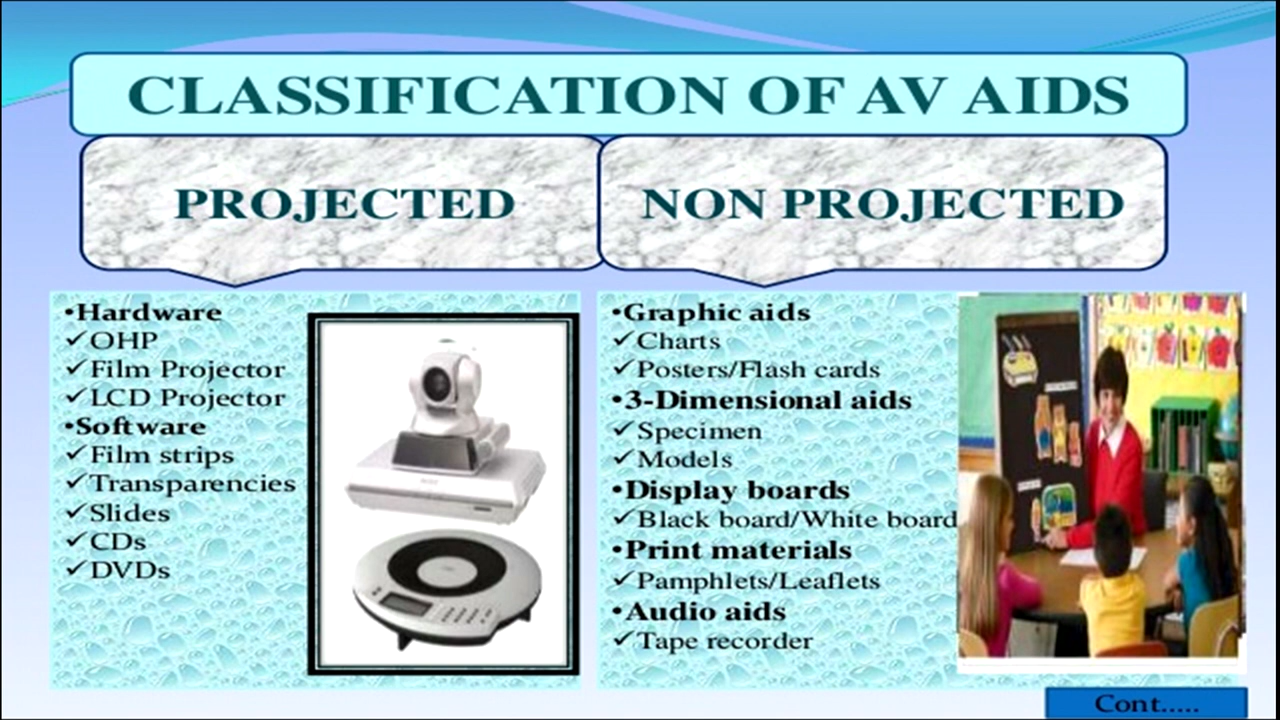 CLASSIFICATION OF AV AIDS
PROJECTED
•Hardware
✓OHP
✓Film Projector
✓LCD Projector
•Software
✓Film strips
✓Transparencies
✓Slides
✓CDs
✓DVDs
NON PROJECTED
•Graphic aids
✓Charts
✓Posters/Flash cards
•3-Dimensional aids
✓Specimen
✓Models
•Display boards
✓Black board/White board
•Print materials
✓Pamphlets/Leaflets
•Audio aids
✓Tape recorder
Cont.....